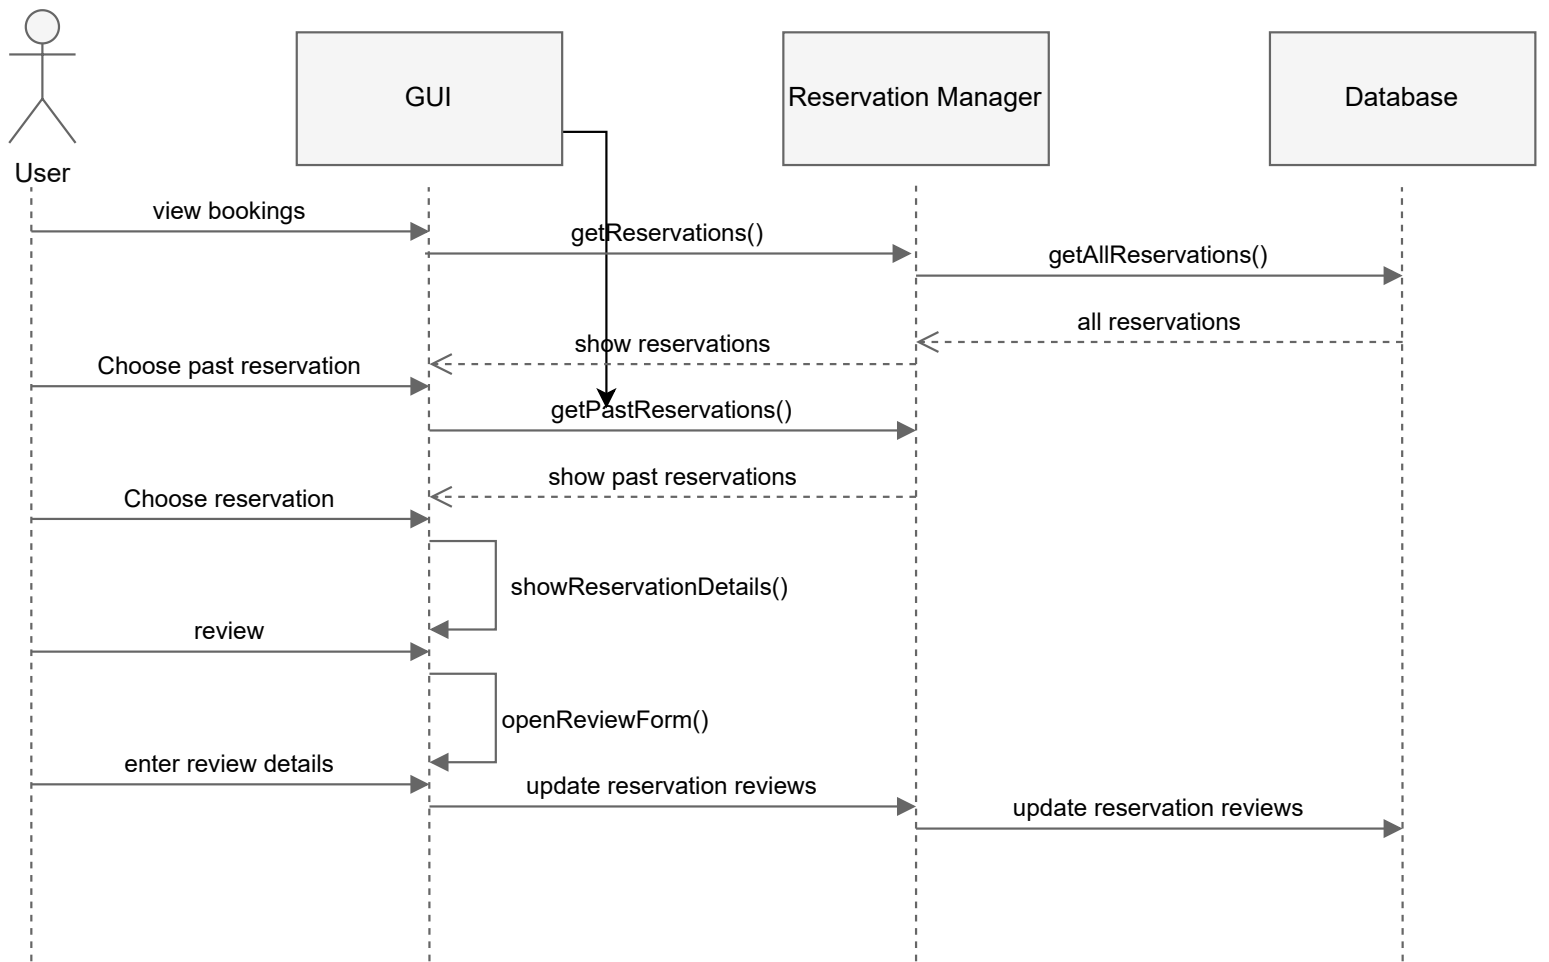 User
GUI
Reservation Manager
Database
view bookings
getReservations()
getAllReservations()
all reservations
show reservations
Choose past reservation
getPastReservations()
show past reservations
Choose reservation
showReservationDetails()
review
openReviewForm()
enter review details
update reservation reviews
update reservation reviews